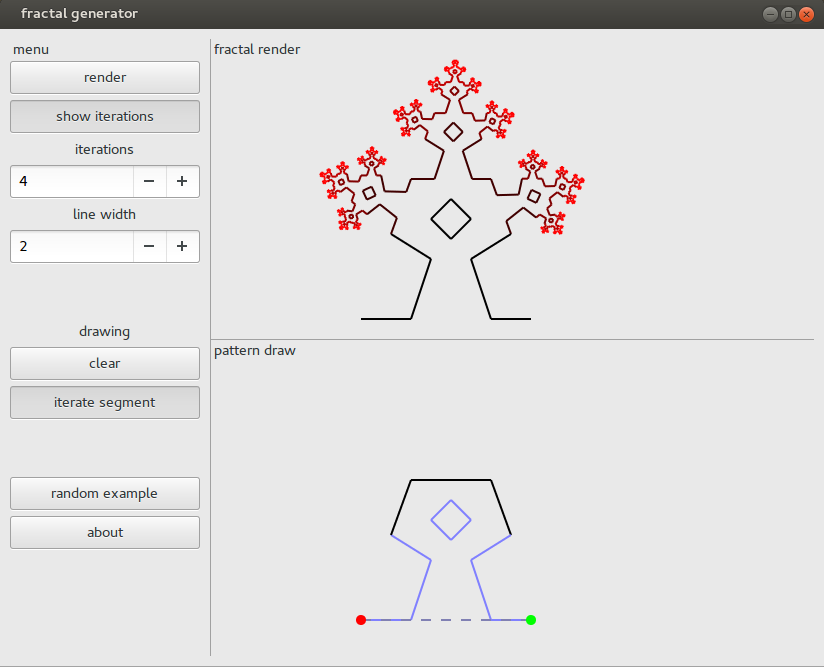 fractal generator
menu
render
show iterations
iterations
4
line width
2
drawing
clear
iterate segment
random example
about
fractal render
pattern draw